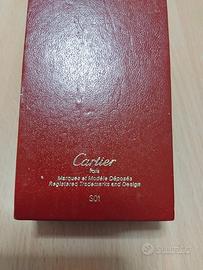 Cartier
Paris
Marques et Modèle Déposés
Registered Trademarks and Design
S01